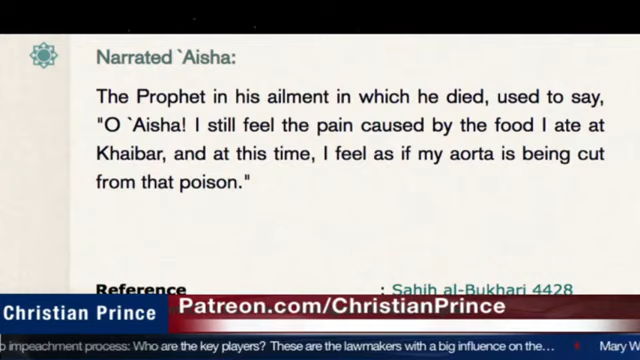 Narrated `Aisha:
The Prophet in his ailment in which he died, used to say,
"O `Aisha! I still feel the pain caused by the food I ate at
Khaibar, and at this time, I feel as if my aorta is being cut
from that poison."
Reference : Sahih al-Bukhari 4428
Christian Prince Patreon.com/ChristianPrince
o impeachment process: Who are the key players? These are the lawmakers with a big influence on the... Mary W